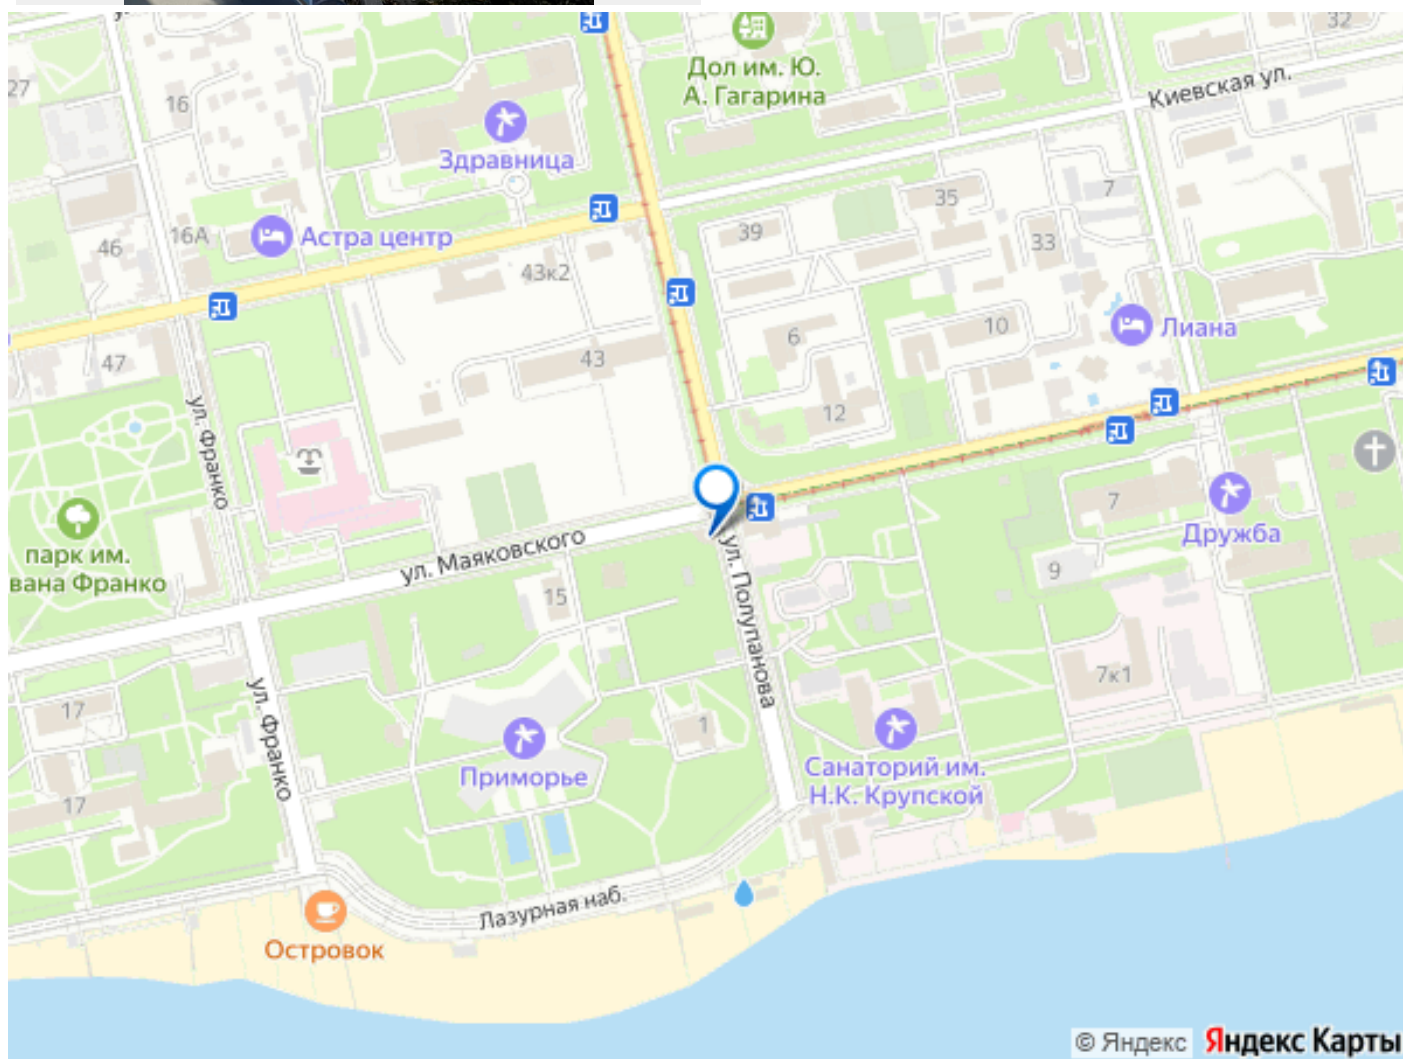 32
Дол им. Ю.
А. Гагарина
27
16
Киевская ул.
Здравница
7
35
39
33
16А
46
Астра центр
43к2
10
Лиана
6
43
47
12
ул. Франко
7
Дружба
парк им.
вана Франко
ул. Маяковского
9
15
ул. Полупанова
7к1
17
ул. Франко
1
Приморье
Санаторий им.
Н.К. Крупской
17
Лазурная наб.
Островок
© Яндекс Яндекс Карты